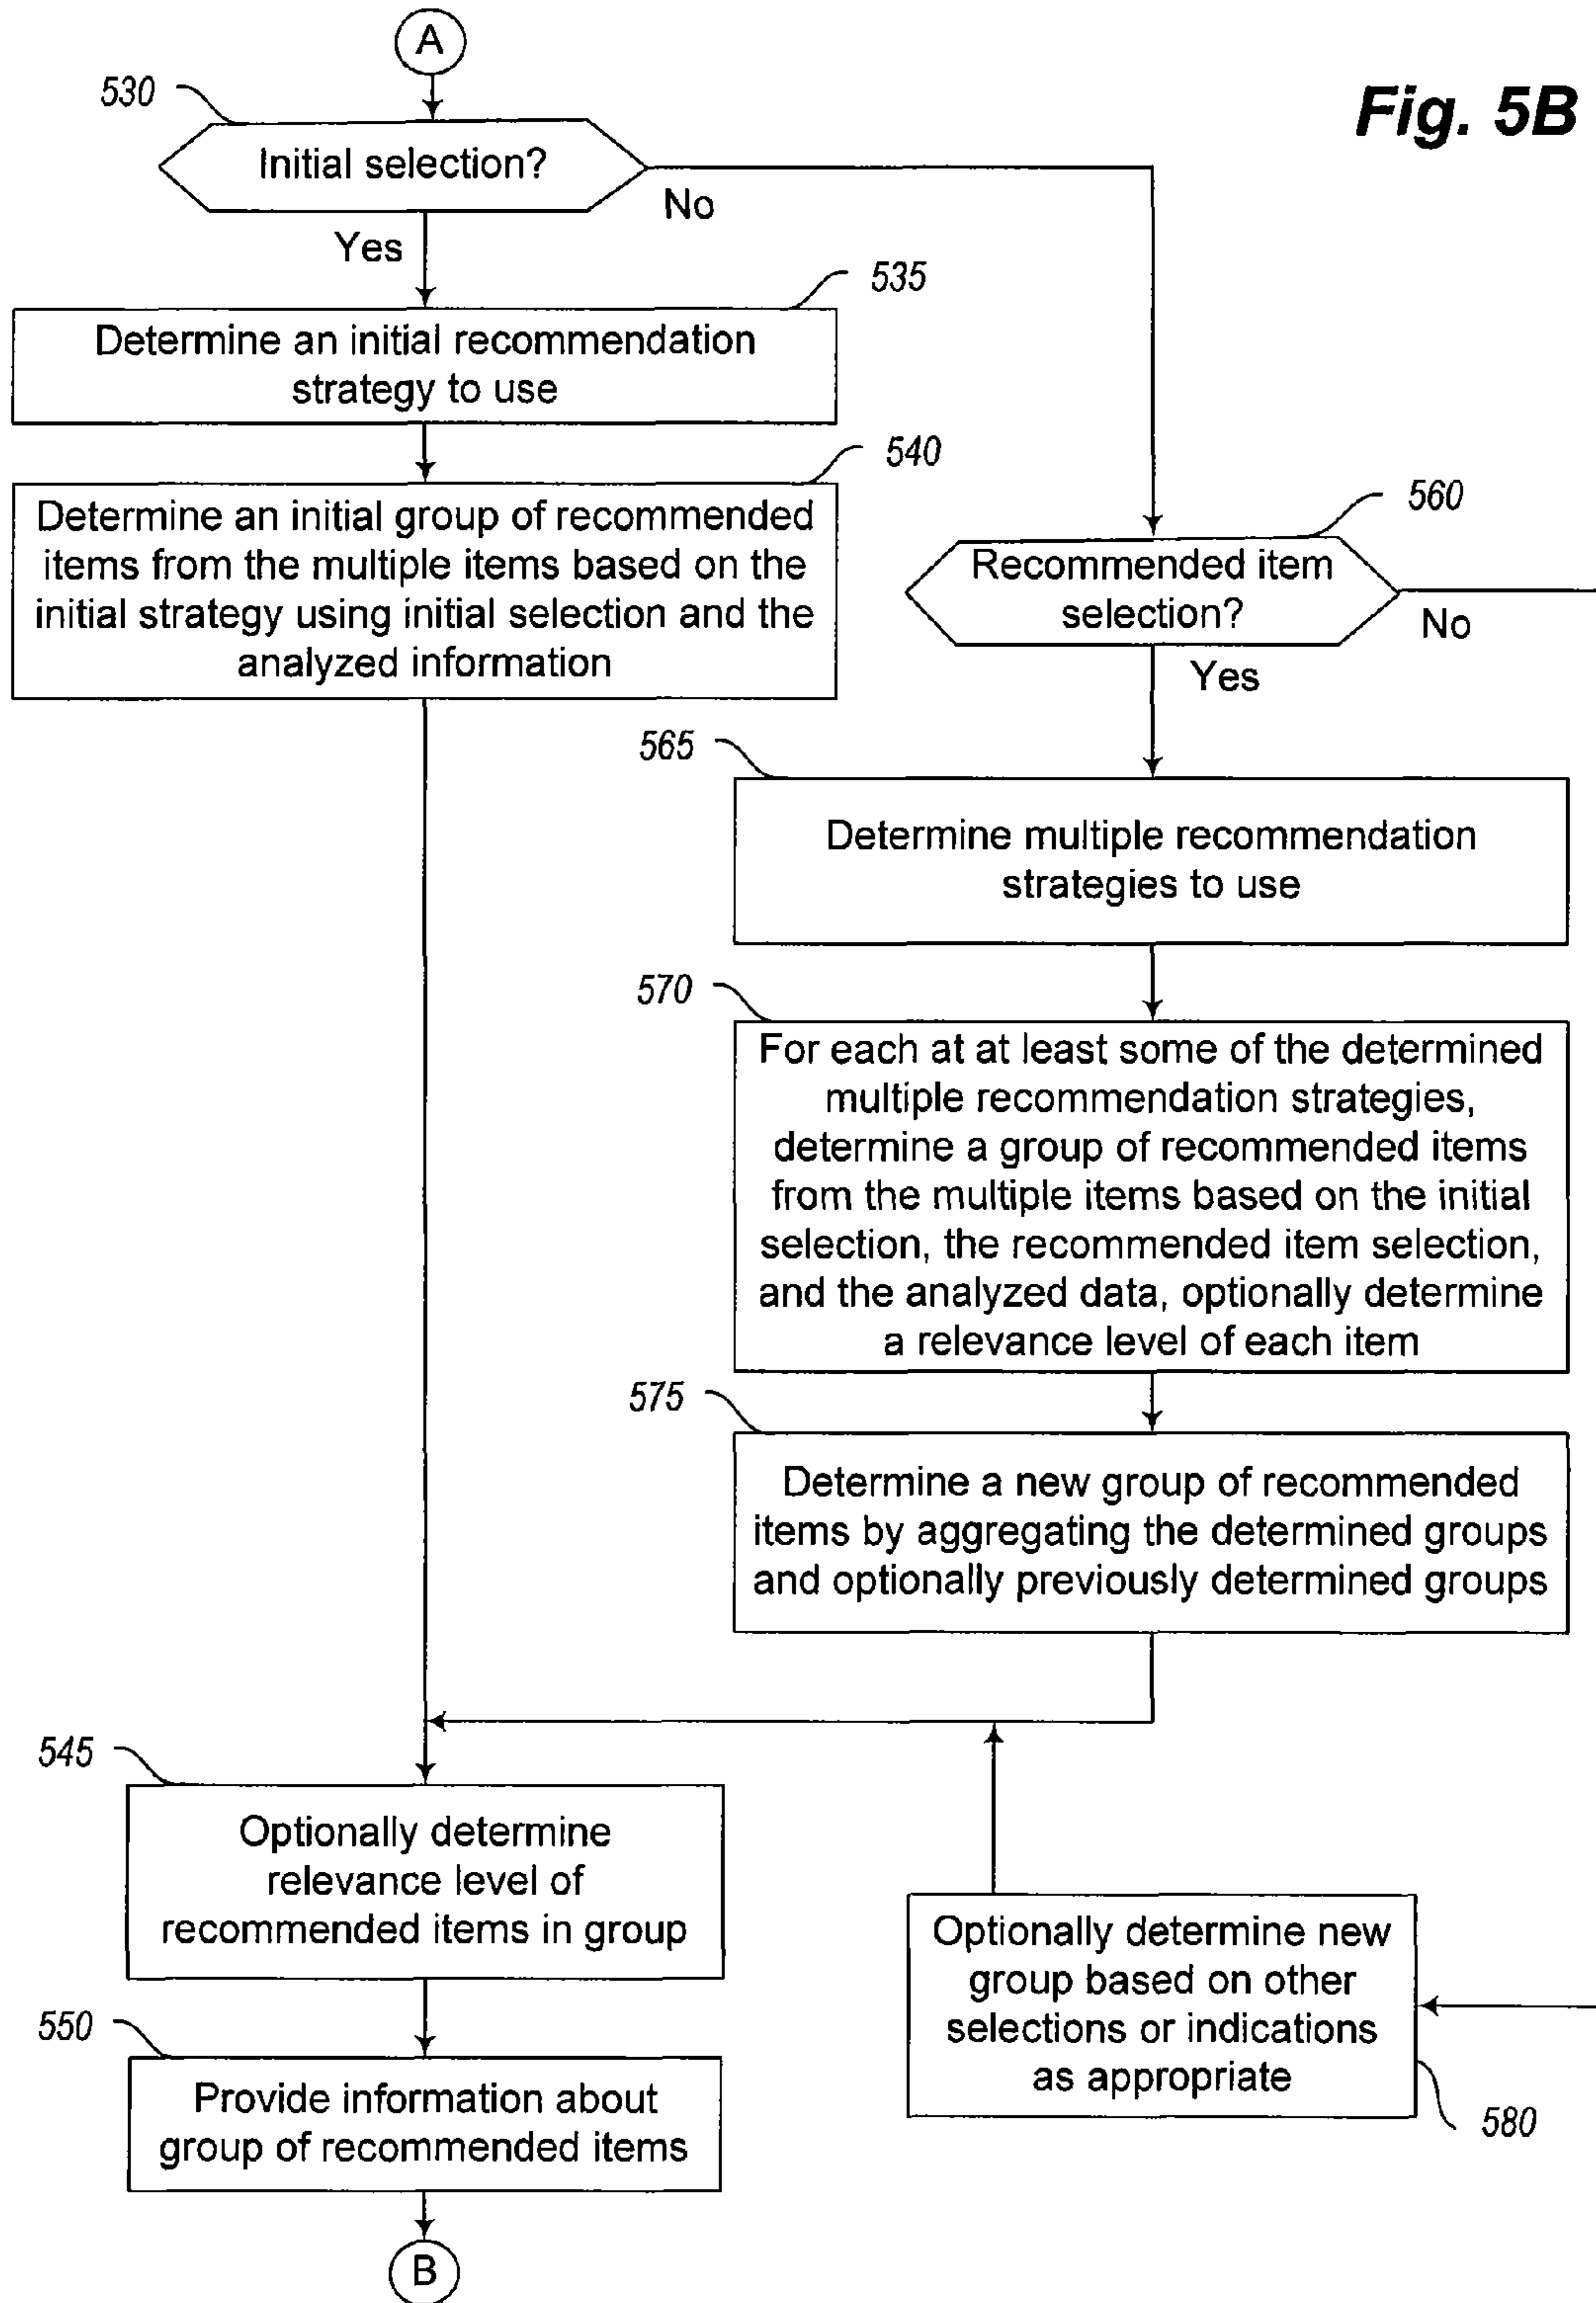 A
530
Fig. 5B
Initial selection?
No
Yes
535
Determine an initial recommendation
strategy to use
540
Determine an initial group of recommended
items from the multiple items based on the
initial strategy using initial selection and the
analyzed information
560
Recommended item
selection?
No
Yes
565
Determine multiple recommendation
strategies to use
570
For each at at least some of the determined
multiple recommendation strategies,
determine a group of recommended items
from the multiple items based on the initial
selection, the recommended item selection,
and the analyzed data, optionally determine
a relevance level of each item
575
Determine a new group of recommended
items by aggregating the determined groups
and optionally previously determined groups
545
Optionally determine
relevance level of
recommended items in group
Optionally determine new
group based on other
selections or indications
as appropriate
580
550
Provide information about
group of recommended items
B